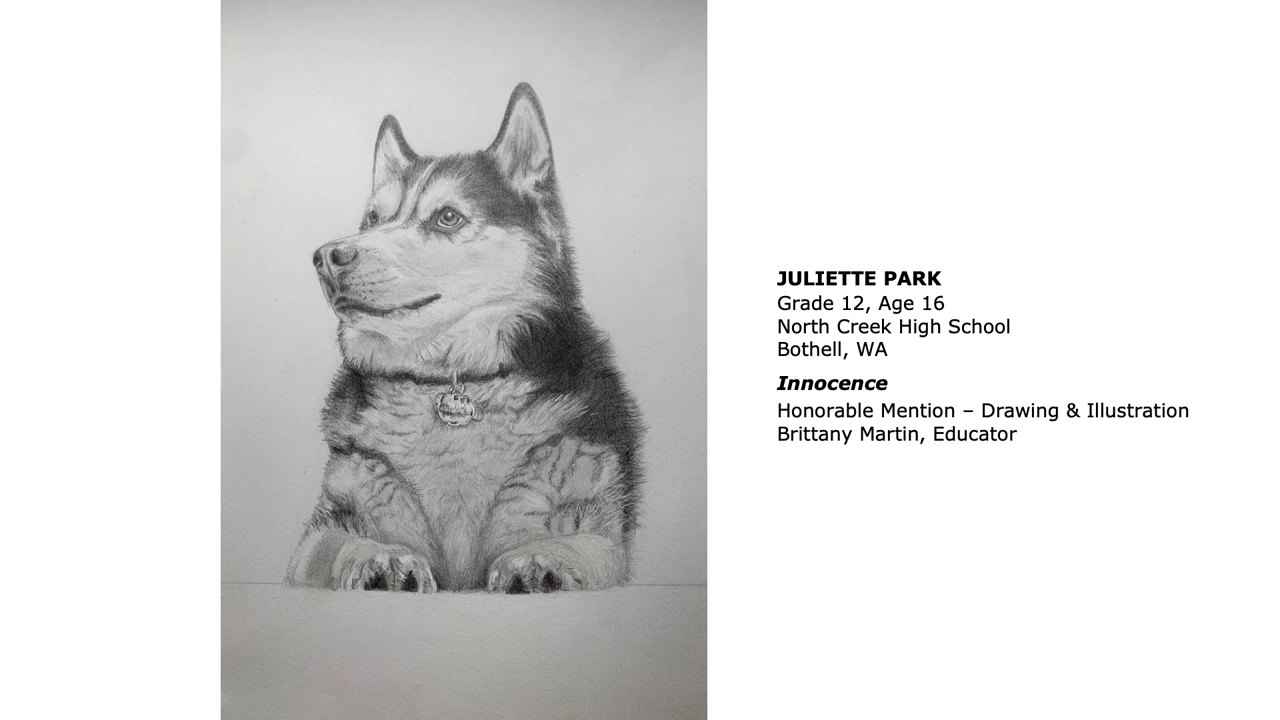 JULIETTE PARK
Grade 12, Age 16
North Creek High School
Bothell, WA
Innocence
Honorable Mention – Drawing & Illustration
Brittany Martin, Educator